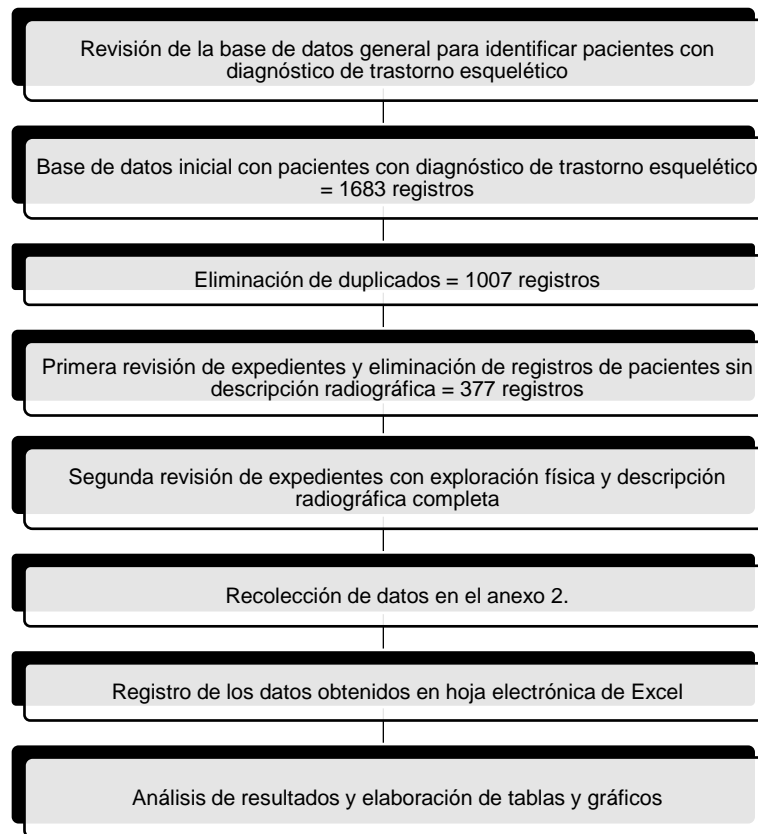 Revisión de la base de datos general para identificar pacientes con
diagnóstico de trastorno esquelético
Base de datos inicial con pacientes con diagnóstico de trastorno esquelético
= 1683 registros
Eliminación de duplicados = 1007 registros
Primera revisión de expedientes y eliminación de registros de pacientes sin
descripción radiográfica = 377 registros
Segunda revisión de expedientes con exploración física y descripción
radiográfica completa
Recolección de datos en el anexo 2.
Registro de los datos obtenidos en hoja electrónica de Excel
Análisis de resultados y elaboración de tablas y gráficos